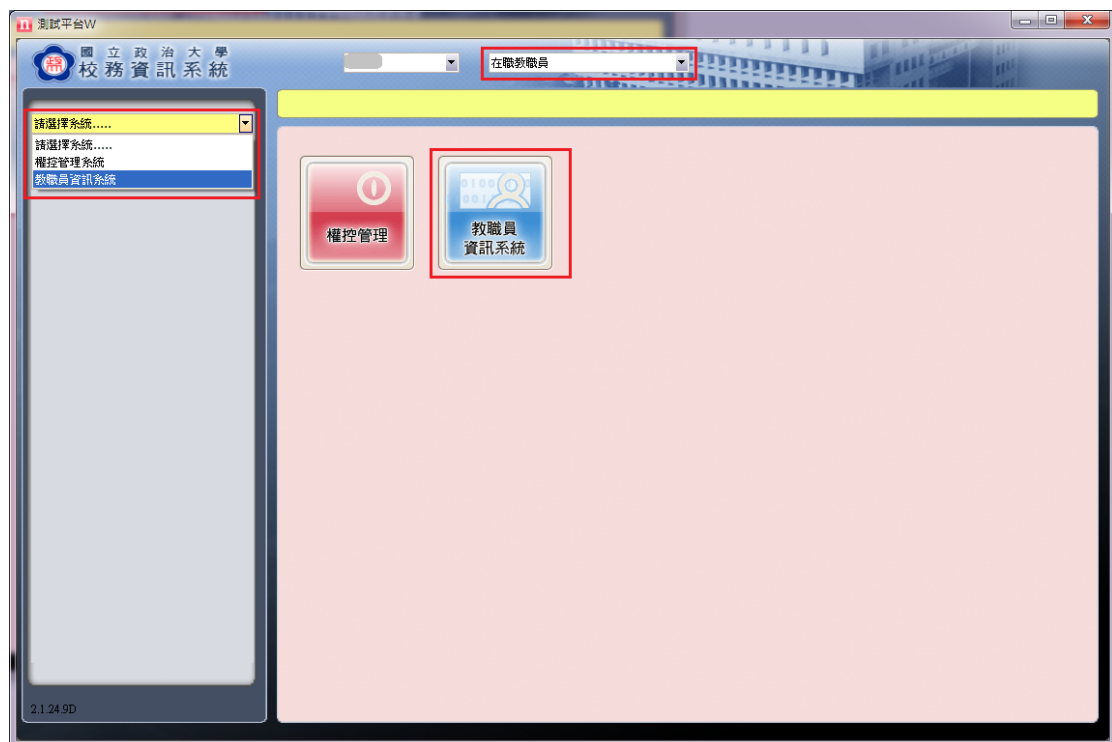 測試平台W
國立政治大學
校務資訊系統
在職教職員
請選擇系統.....
請選擇系統.....
權控管理系統
教職員資訊系統
權控管理
教職員
資訊系統
2.1.24.9D